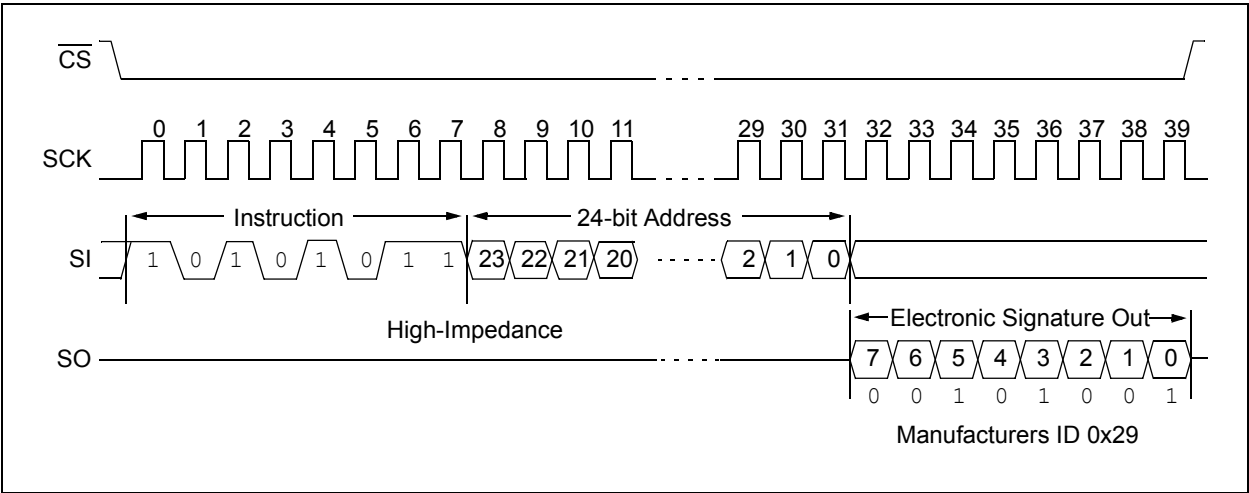 CS
0 1 2 3 4 5 6 7 8 9 10 11 29 30 31 32 33 34 35 36 37 38 39
SCK
Instruction 24-bit Address
SI 1 0 1 0 1 0 1 1 23 22 21 20 2 1 0
High-Impedance Electronic Signature Out
SO 7 6 5 4 3 2 1 0
0 0 1 0 1 0 0 1
Manufacturers ID 0x29